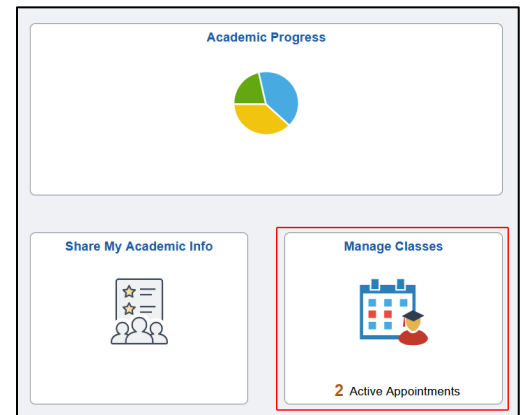 Academic Progress
Share My Academic Info
Manage Classes
2 Active Appointments